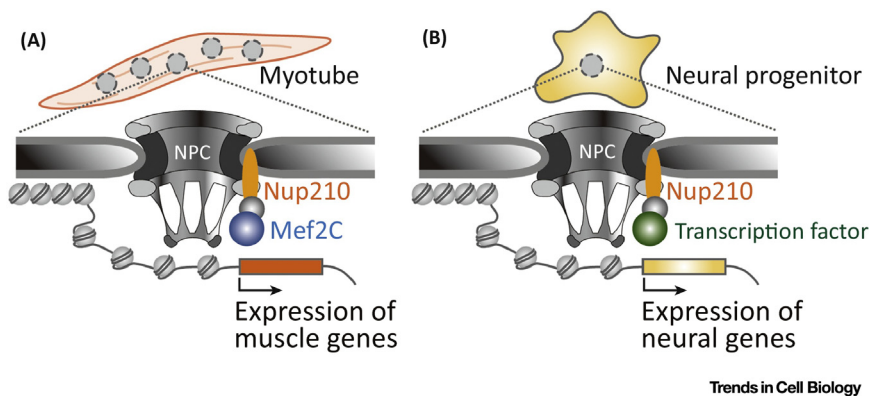 (A)
Myotube
NPC
Nup210
Mef2C
Expression of
muscle genes
(B)
Neural progenitor
NPC
Nup210
Transcription factor
Expression of
neural genes
Trends in Cell Biology